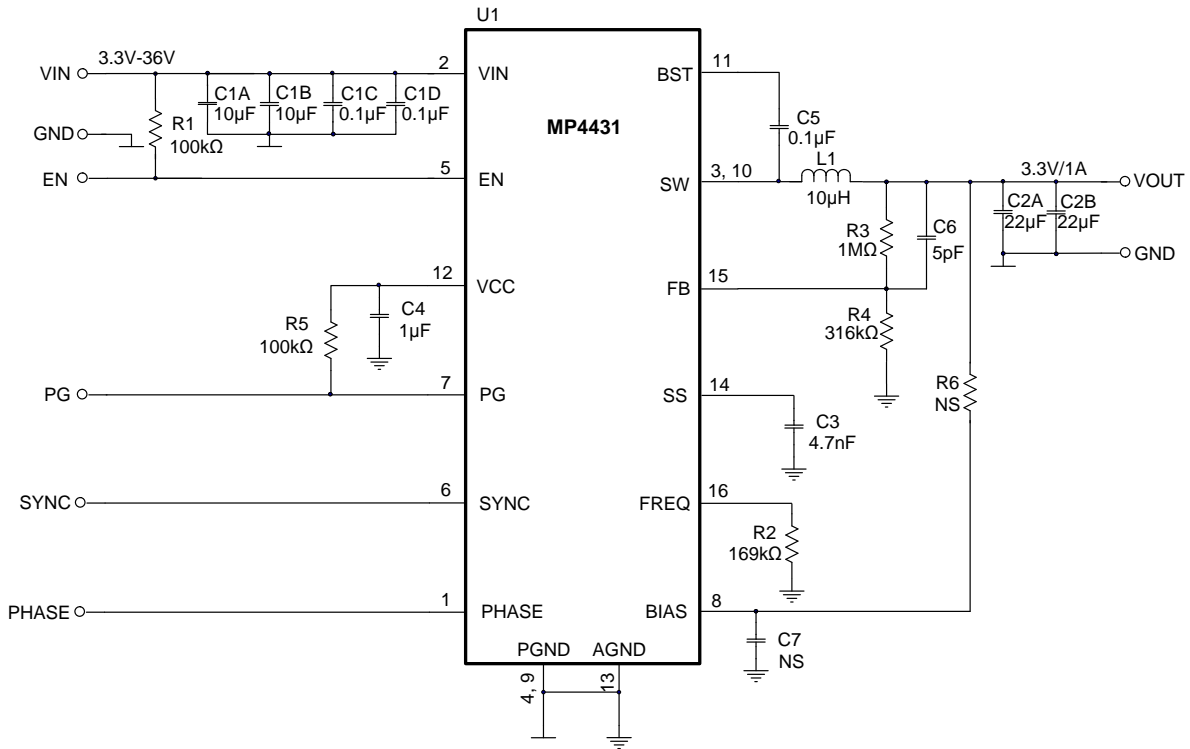 U1
VIN
3.3V-36V
2
VIN
BST
11
C1A
10µF
C1B
10µF
C1C
0.1µF
C1D
0.1µF
GND
R1
100kΩ
MP4431
C5
0.1µF
EN
5
EN
SW
3, 10
L1
10µH
3.3V/1A
VOUT
C2A
22µF
C2B
22µF
R3
1MΩ
C6
5pF
GND
12
VCC
FB
15
C4
1µF
R5
100kΩ
R4
316kΩ
PG
7
PG
SS
14
R6
NS
C3
4.7nF
SYNC
6
SYNC
FREQ
16
R2
169kΩ
PHASE
1
PHASE
BIAS
8
C7
NS
PGND
AGND
4, 9
13